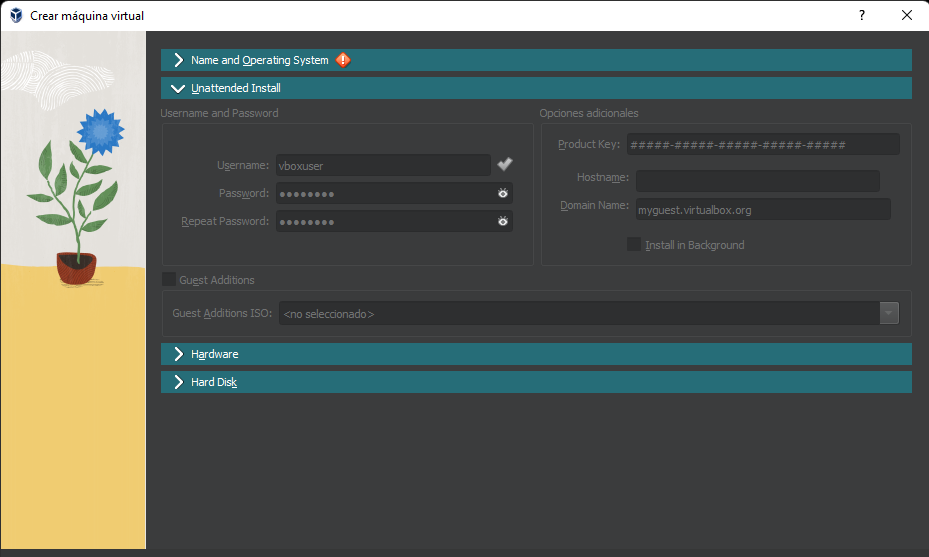 Crear máquina virtual
?
Name and Operating System
Unattended Install
Username and Password
Opciones adicionales
Username: vboxuser
Password: ●●●●●●●●
Repeat Password: ●●●●●●●●
Product Key: #####-#####-#####-#####-#####
Hostname:
Domain Name: myguest.virtualbox.org
Install in Background
Guest Additions
Guest Additions ISO: <no seleccionado>
Hardware
Hard Disk